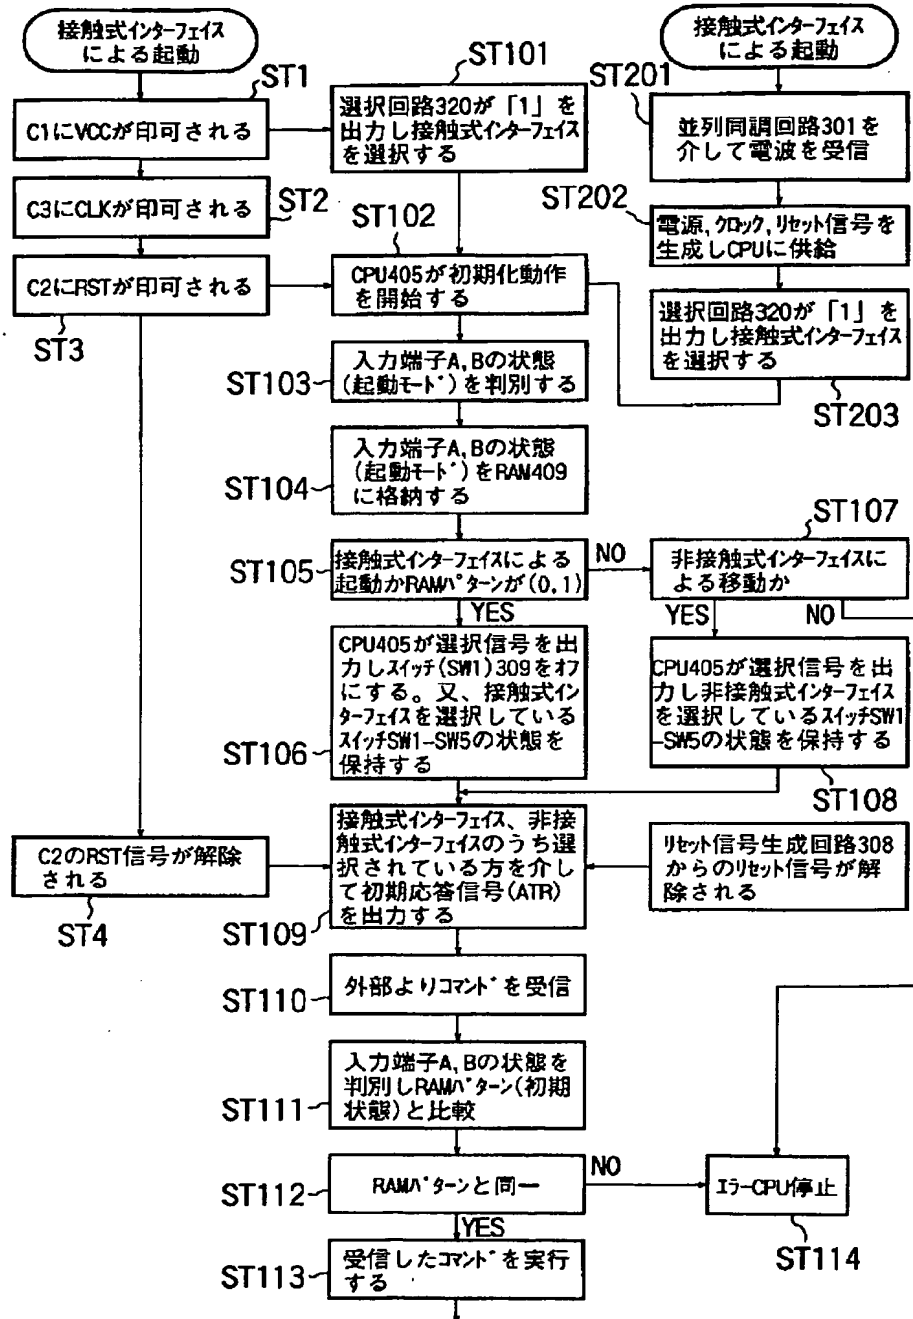 接触式インターフェイス
による起動
ST1
C1にVCCが印可される
C3にCLKが印可される
ST2
C2にRSTが印可される
ST3
C2のRST信号が解除
される
ST4
ST101
選択回路320が「1」を
出力し接触式インターフェイス
を選択する
ST102
CPU405が初期化動作
を開始する
ST103
入力端子A,Bの状態
(起動モード)を判別する
ST104
入力端子A,Bの状態
(起動モード)をRAM409
に格納する
ST105
接触式インターフェイスによる
起動かRAMパターンが(0,1)
NO
YES
ST106
CPU405が選択信号を出
力しスイッチ(SW1)309をオフ
にする。又、接触式イン
ターフェイスを選択している
スイッチSW1-SW5の状態を
保持する
ST109
接触式インターフェイス、非接
触式インターフェイスのうち選
択されている方を介し
て初期応答信号(ATR)
を出力する
ST110
外部よりコマンドを受信
ST111
入力端子A,Bの状態を
判別しRAMパターン(初期
状態)と比較
ST112
RAMパターンと同一
NO
YES
ST113
受信したコマンドを実行
する
接触式インターフェイス
による起動
ST201
並列同調回路301を
介して電波を受信
ST202
電源,クロック,リセット信号を
生成しCPUに供給
選択回路320が「1」を
出力し接触式インターフェイス
を選択する
ST203
ST107
非接触式インターフェイスに
よる移動か
YES
NO
CPU405が選択信号を出
力し非接触式インターフェイス
を選択しているスイッチSW1
-SW5の状態を保持する
ST108
リセット信号生成回路308
からのリセット信号が解
除される
エラーCPU停止
ST114